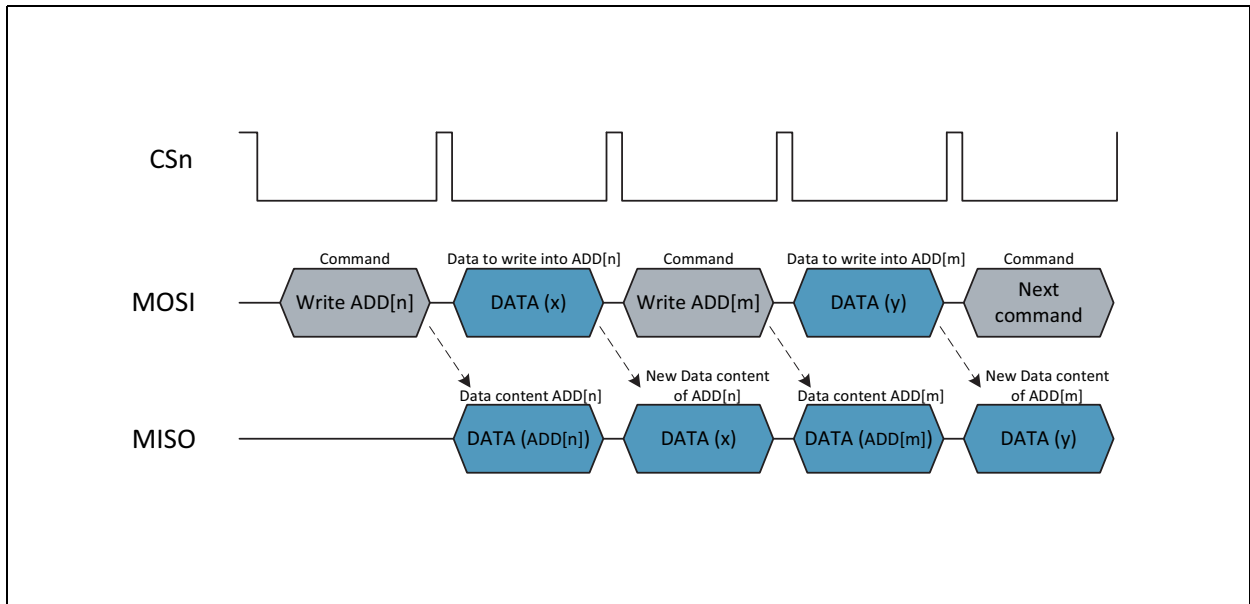 CSn
Command
Data to write into ADD[n]
Command
Data to write into ADD[m]
Command
MOSI
Write ADD[n]
DATA (x)
Write ADD[m]
DATA (y)
Next
command
Data content ADD[n]
New Data content
of ADD[n]
Data content ADD[m]
New Data content
of ADD[m]
MISO
DATA (ADD[n])
DATA (x)
DATA (ADD[m])
DATA (y)